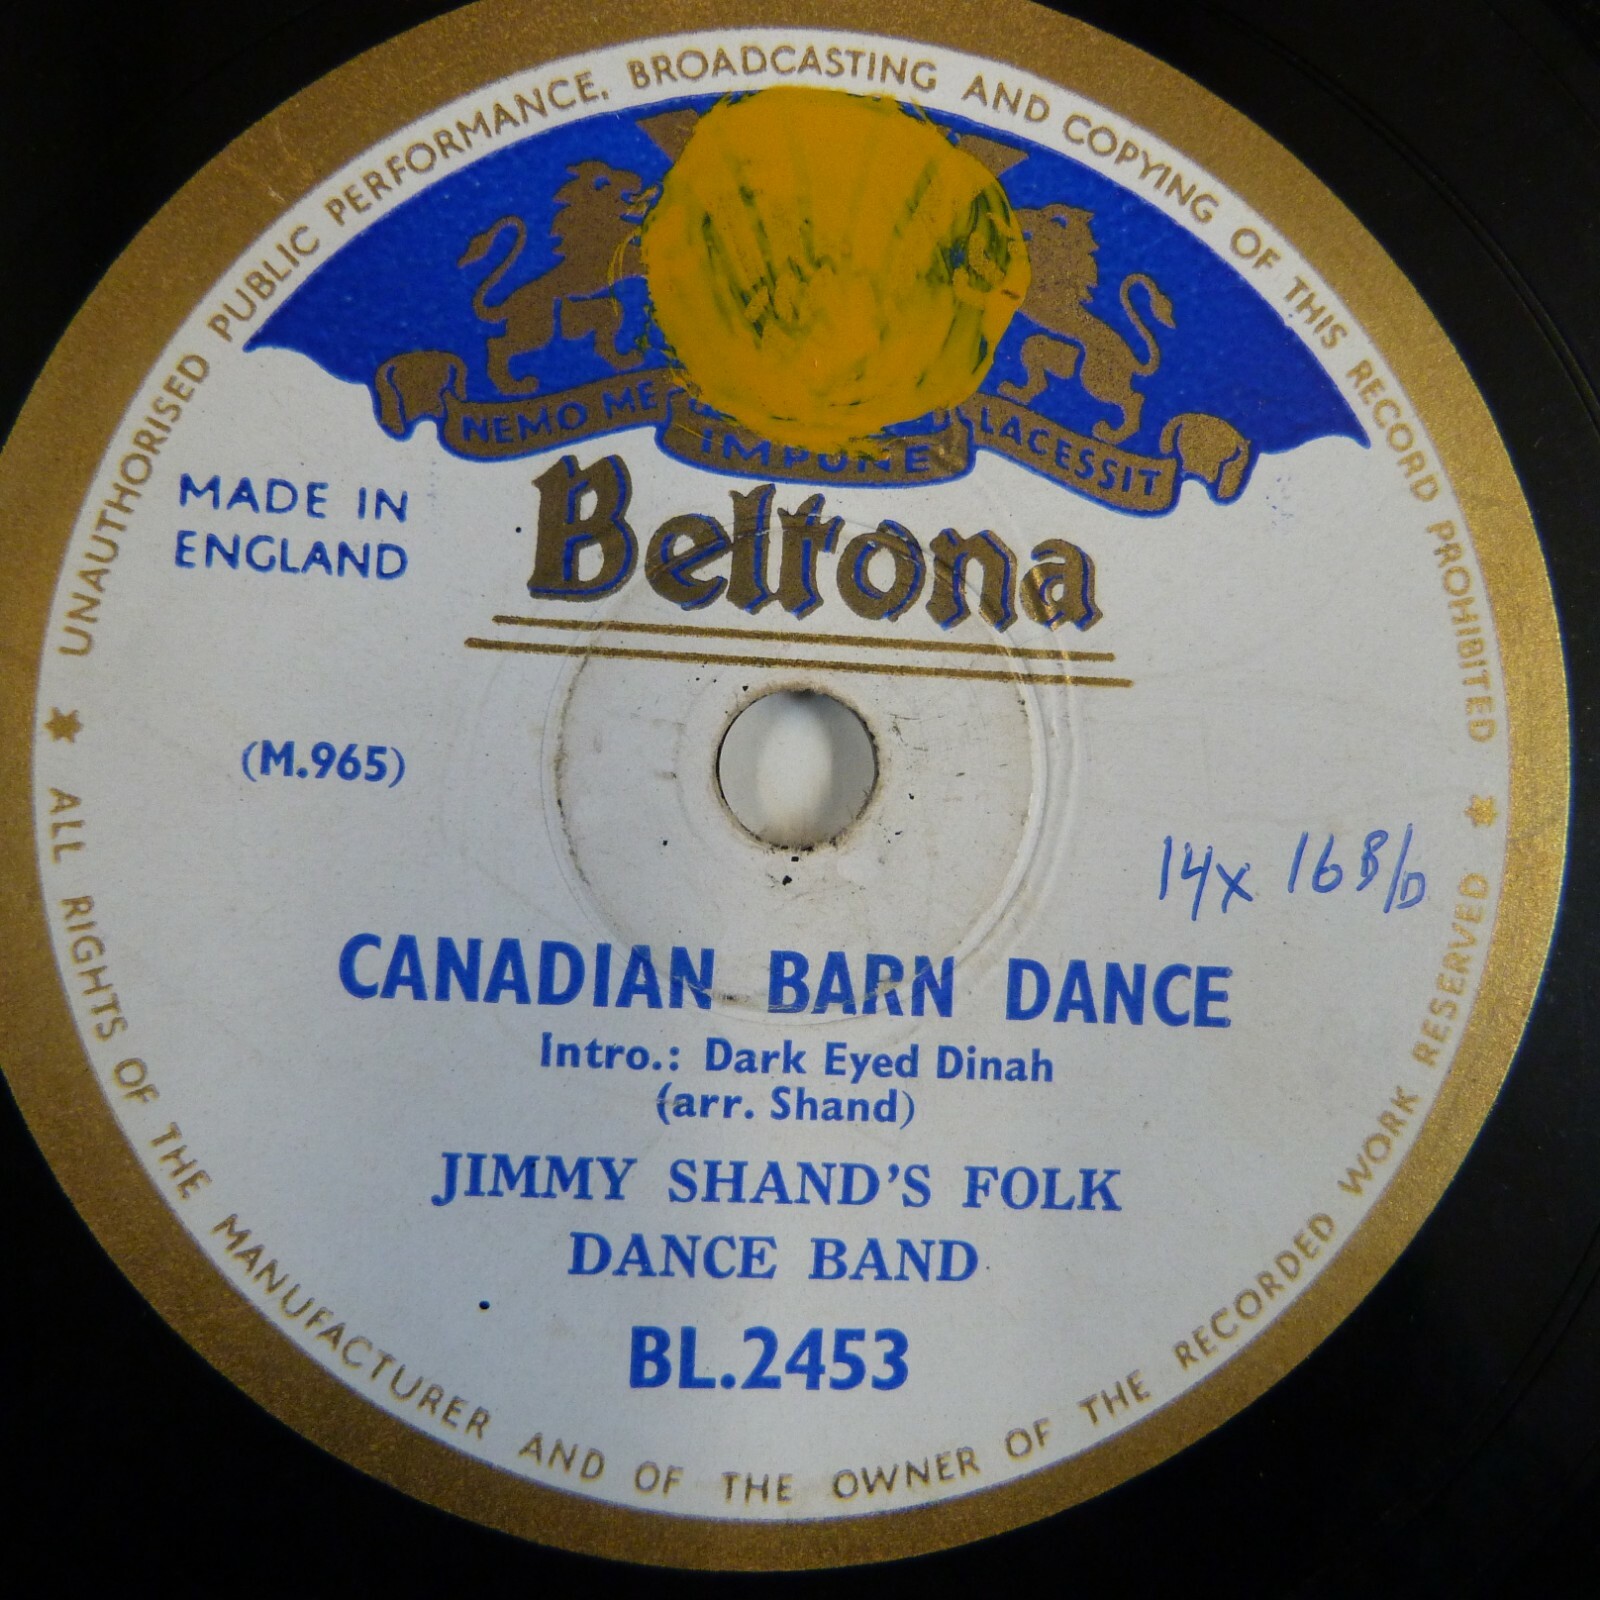 UNAUTHORISED PUBLIC PERFORMANCE, BROADCASTING AND COPYING OF THIS RECORD PROHIBITED
NEMO ME IMPUNE LACESSIT
MADE IN
ENGLAND
Beltona
(M.965)
14x 16 B/D
CANADIAN BARN DANCE
Intro.: Dark Eyed Dinah
(arr. Shand)
JIMMY SHAND'S FOLK
DANCE BAND
BL.2453
ALL RIGHTS OF THE MANUFACTURER AND OF THE OWNER OF THE RECORDED WORK RESERVED